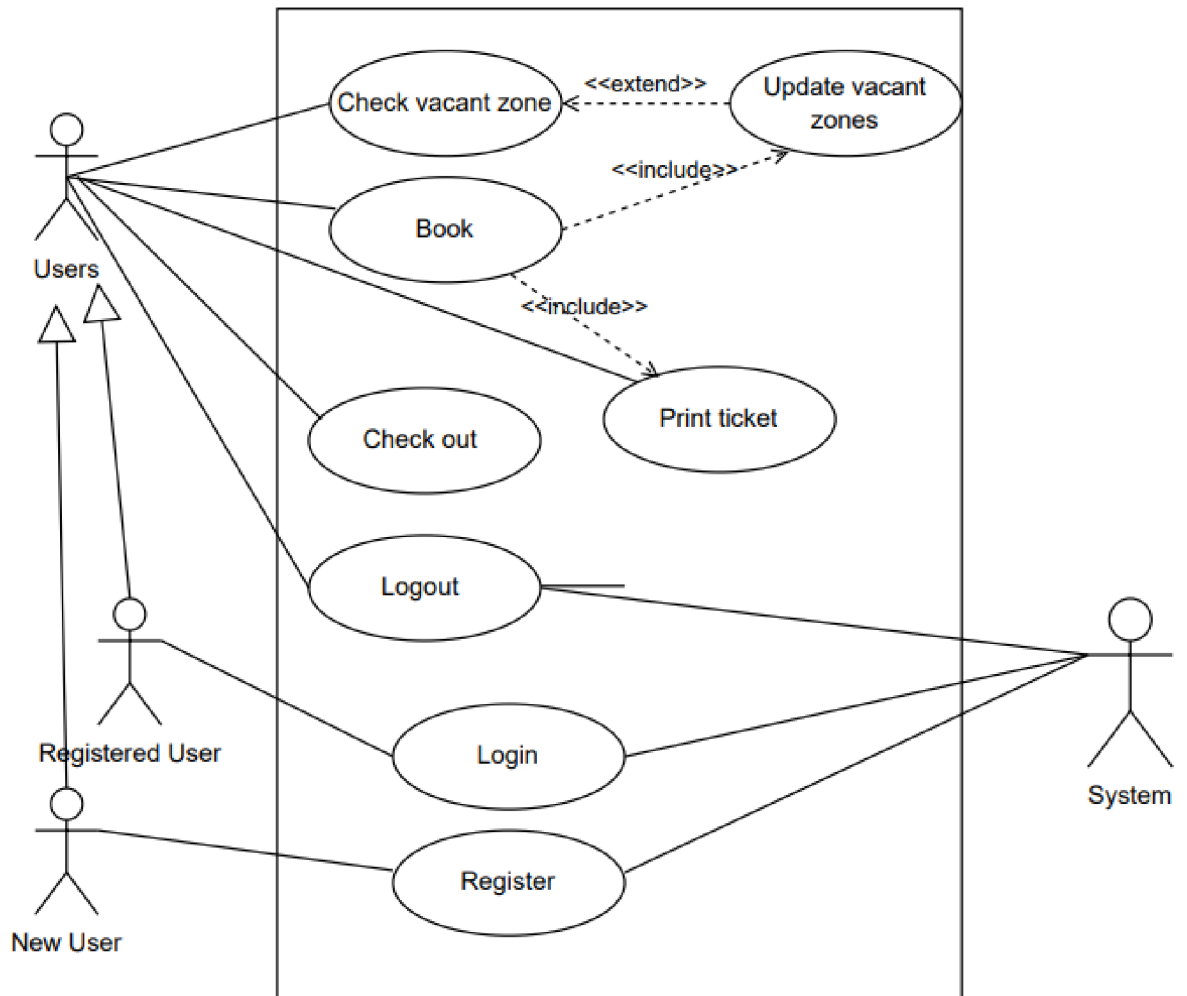 <<extend>>
Check vacant zone
Update vacant
zones
<<include>>
Book
Users
<<include>>
Print ticket
Check out
Logout
Registered User
Login
System
Register
New User